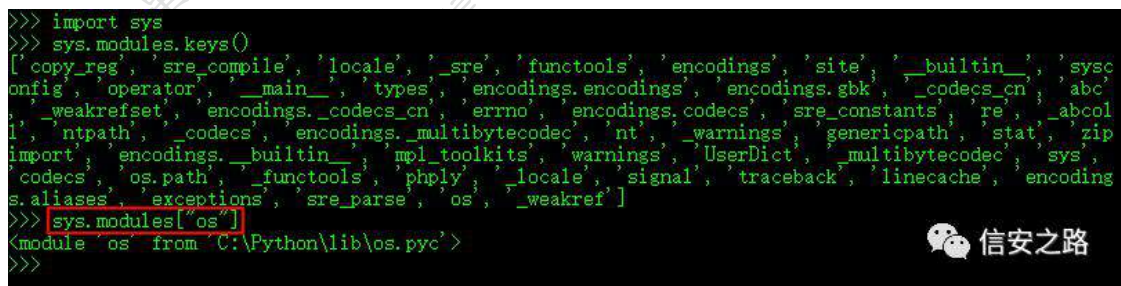 >>> import sys
>>> sys.modules.keys()
['copy_reg', 'sre_compile', 'locale', '_sre', 'functools', 'encodings', 'site', '__builtin__', 'sysc
onfig', 'operator', '__main__', 'types', 'encodings.encodings', 'encodings.gbk', '_codecs_cn', 'abc'
, '_weakrefset', 'encodings._codecs_cn', 'errno', 'encodings.codecs', 'sre_constants', 're', '_abcol
l', 'ntpath', '_codecs', 'encodings._multibytecodec', 'nt', '_warnings', 'genericpath', 'stat', 'zip
import', 'encodings.__builtin__', 'mpl_toolkits', 'warnings', 'UserDict', '_multibytecodec', 'sys',
'codecs', 'os.path', '_functools', 'phply', '_locale', 'signal', 'traceback', 'linecache', 'encoding
s.aliases', 'exceptions', 'sre_parse', 'os', '_weakref']
>>> sys.modules["os"]
<module 'os' from 'C:\Python\lib\os.pyc'>
>>>
信安之路